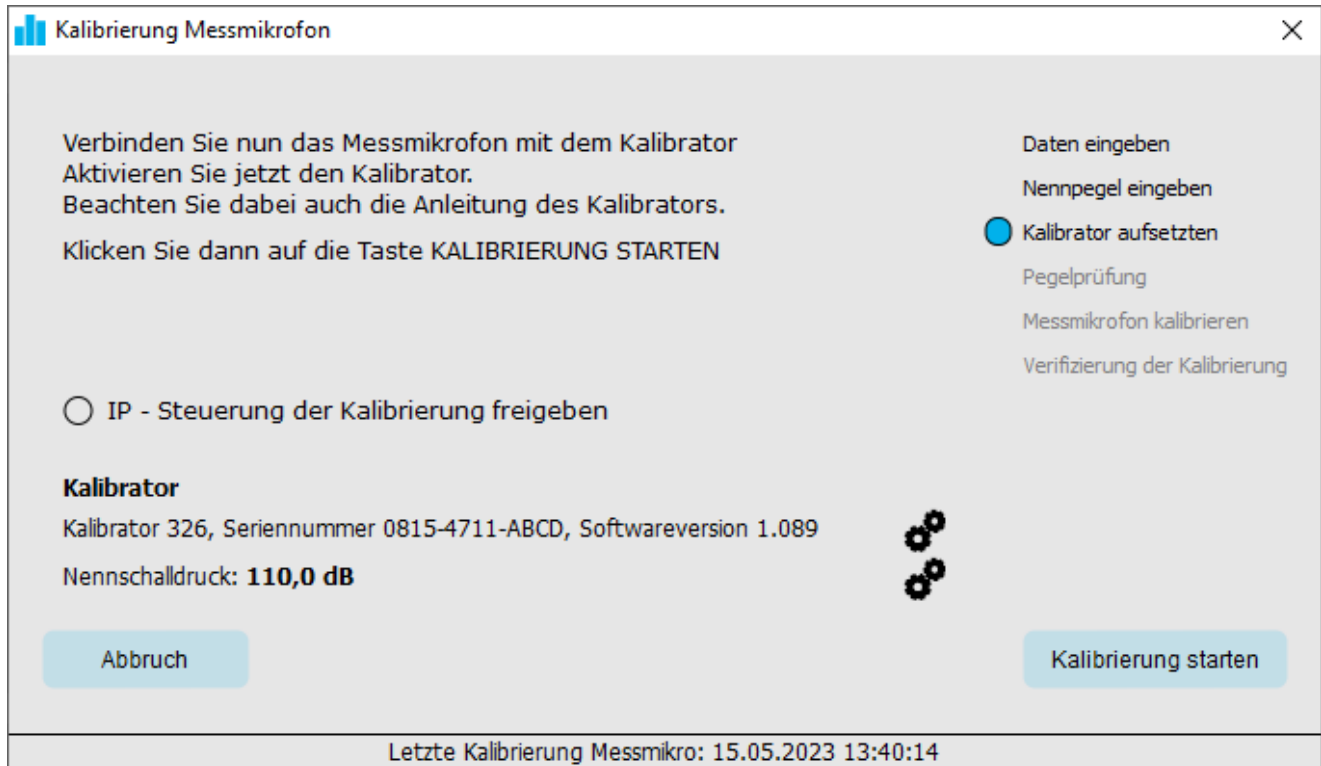 Kalibrierung Messmikrofon
Verbinden Sie nun das Messmikrofon mit dem Kalibrator
Aktivieren Sie jetzt den Kalibrator.
Beachten Sie dabei auch die Anleitung des Kalibrators.
Klicken Sie dann auf die Taste KALIBRIERUNG STARTEN
Daten eingeben
Nennpegel eingeben
Kalibrator aufsetzten
Pegelprüfung
Messmikrofon kalibrieren
Verifizierung der Kalibrierung
IP - Steuerung der Kalibrierung freigeben
Kalibrator
Kalibrator 326, Seriennummer 0815-4711-ABCD, Softwareversion 1.089
Nennschalldruck: 110,0 dB
Abbruch
Kalibrierung starten
Letzte Kalibrierung Messmikro: 15.05.2023 13:40:14